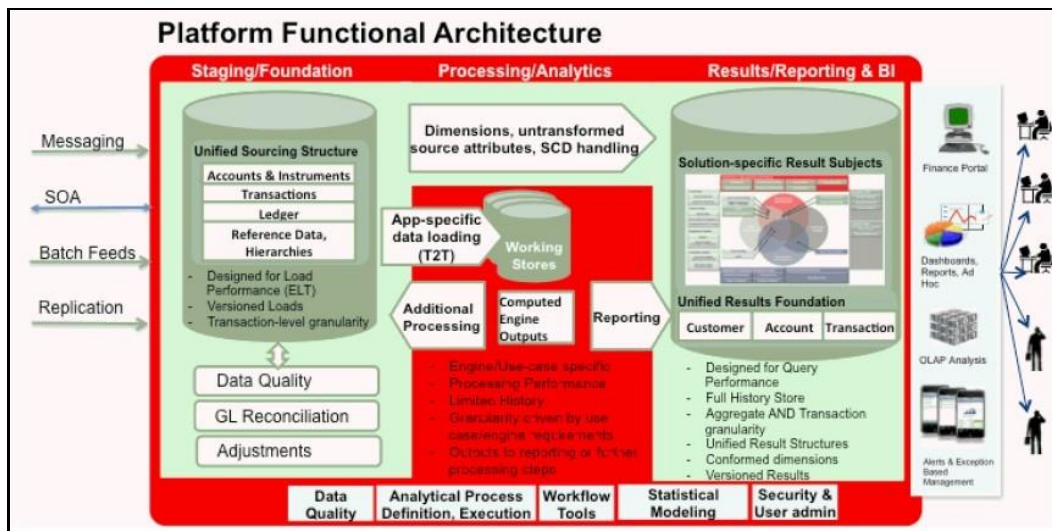 Platform Functional Architecture
Staging/Foundation
Processing/Analytics
Results/Reporting & BI
Messaging
SOA
Batch Feeds
Replication
Unified Sourcing Structure
Accounts & Instruments
Transactions
Ledger
Reference Data,
Hierarchies
- Designed for Load
Performance (ELT)
- Versioned Loads
- Transaction-level granularity
Data Quality
GL Reconciliation
Adjustments
Dimensions, untransformed
source attributes, SCD handling
App-specific
data loading
(T2T)
Working
Stores
Additional
Processing
Computed
Engine
Outputs
Reporting
- Engine/Use-case specific
- Processing Performance
- Limited History
- Granularity driven by use
case/engine requirements
- Outputs to reporting or further
processing steps
Solution-specific Result Subjects
Unified Results Foundation
Customer
Account
Transaction
- Designed for Query
Performance
- Full History Store
- Aggregate AND Transaction
granularity
- Unified Result Structures
- Conformed dimensions
- Versioned Results
Finance Portal
Dashboards,
Reports, Ad
Hoc
OLAP Analysis
Alerts & Exception
Based
Management
Data
Quality
Analytical Process
Definition, Execution
Workflow
Tools
Statistical
Modeling
Security &
User admin